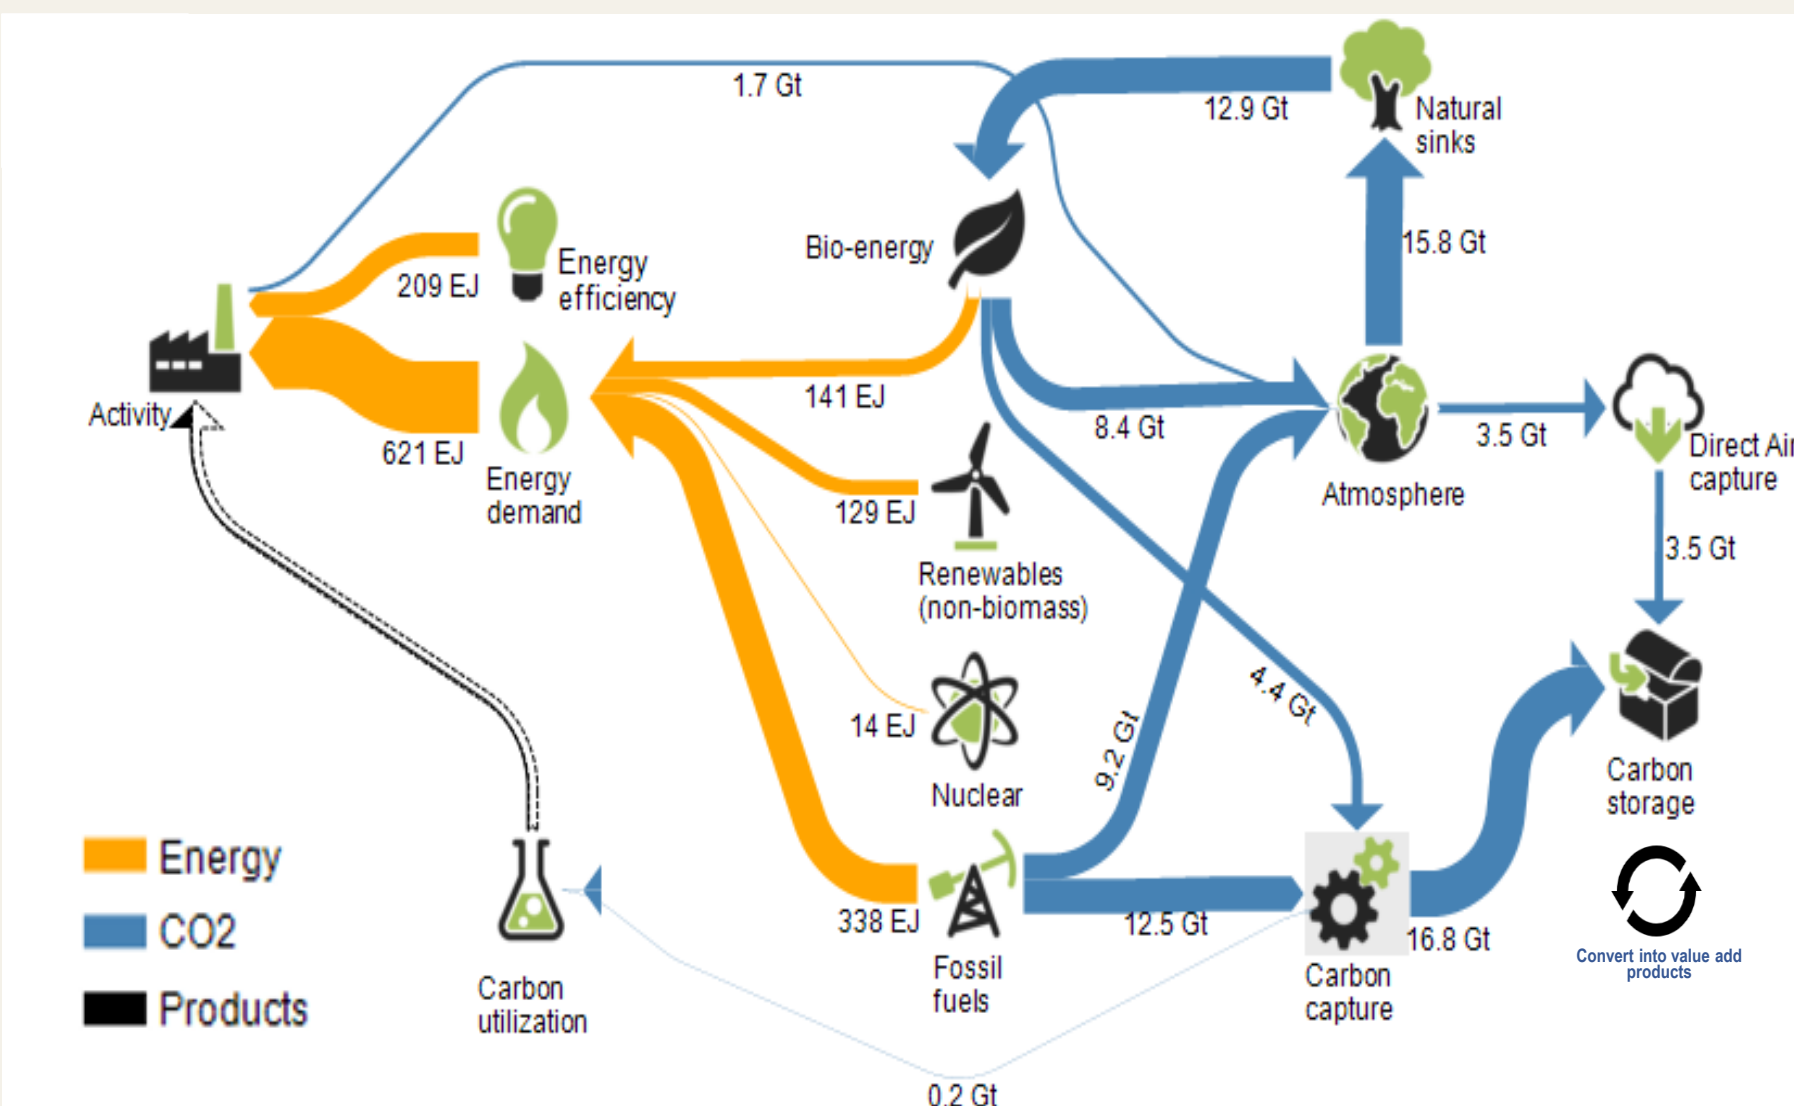 1.7 Gt
12.9 Gt
Natural
sinks
15.8 Gt
Bio-energy
Energy
efficiency
209 EJ
Activity
621 EJ
Energy
demand
141 EJ
8.4 Gt
129 EJ
Renewables
(non-biomass)
Atmosphere
3.5 Gt
Direct Air
capture
3.5 Gt
14 EJ
Nuclear
9.2 Gt
4.4 Gt
Carbon
storage
338 EJ
Fossil
fuels
12.5 Gt
16.8 Gt
Carbon
capture
Convert into value add
products
Carbon
utilization
0.2 Gt
Energy
CO2
Products